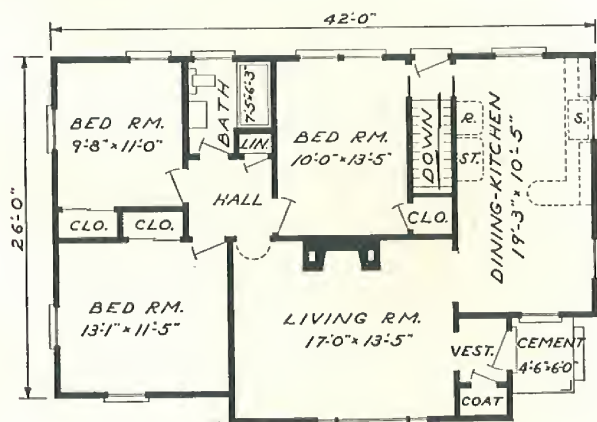 42'-0"
26'-0"
BED RM.
9'-8" x 11'-0"
BATH
7'-5" x 6'-3"
LIN.
BED RM.
10'-0" x 13'-5"
DOWN
R.
ST.
S.
DINING-KITCHEN
19'-3" x 10'-5"
HALL
CLO.
CLO.
CLO.
BED RM.
13'-1" x 11'-5"
LIVING RM.
17'-0" x 13'-5"
VEST.
CEMENT
4'-6" x 6'-0"
COAT